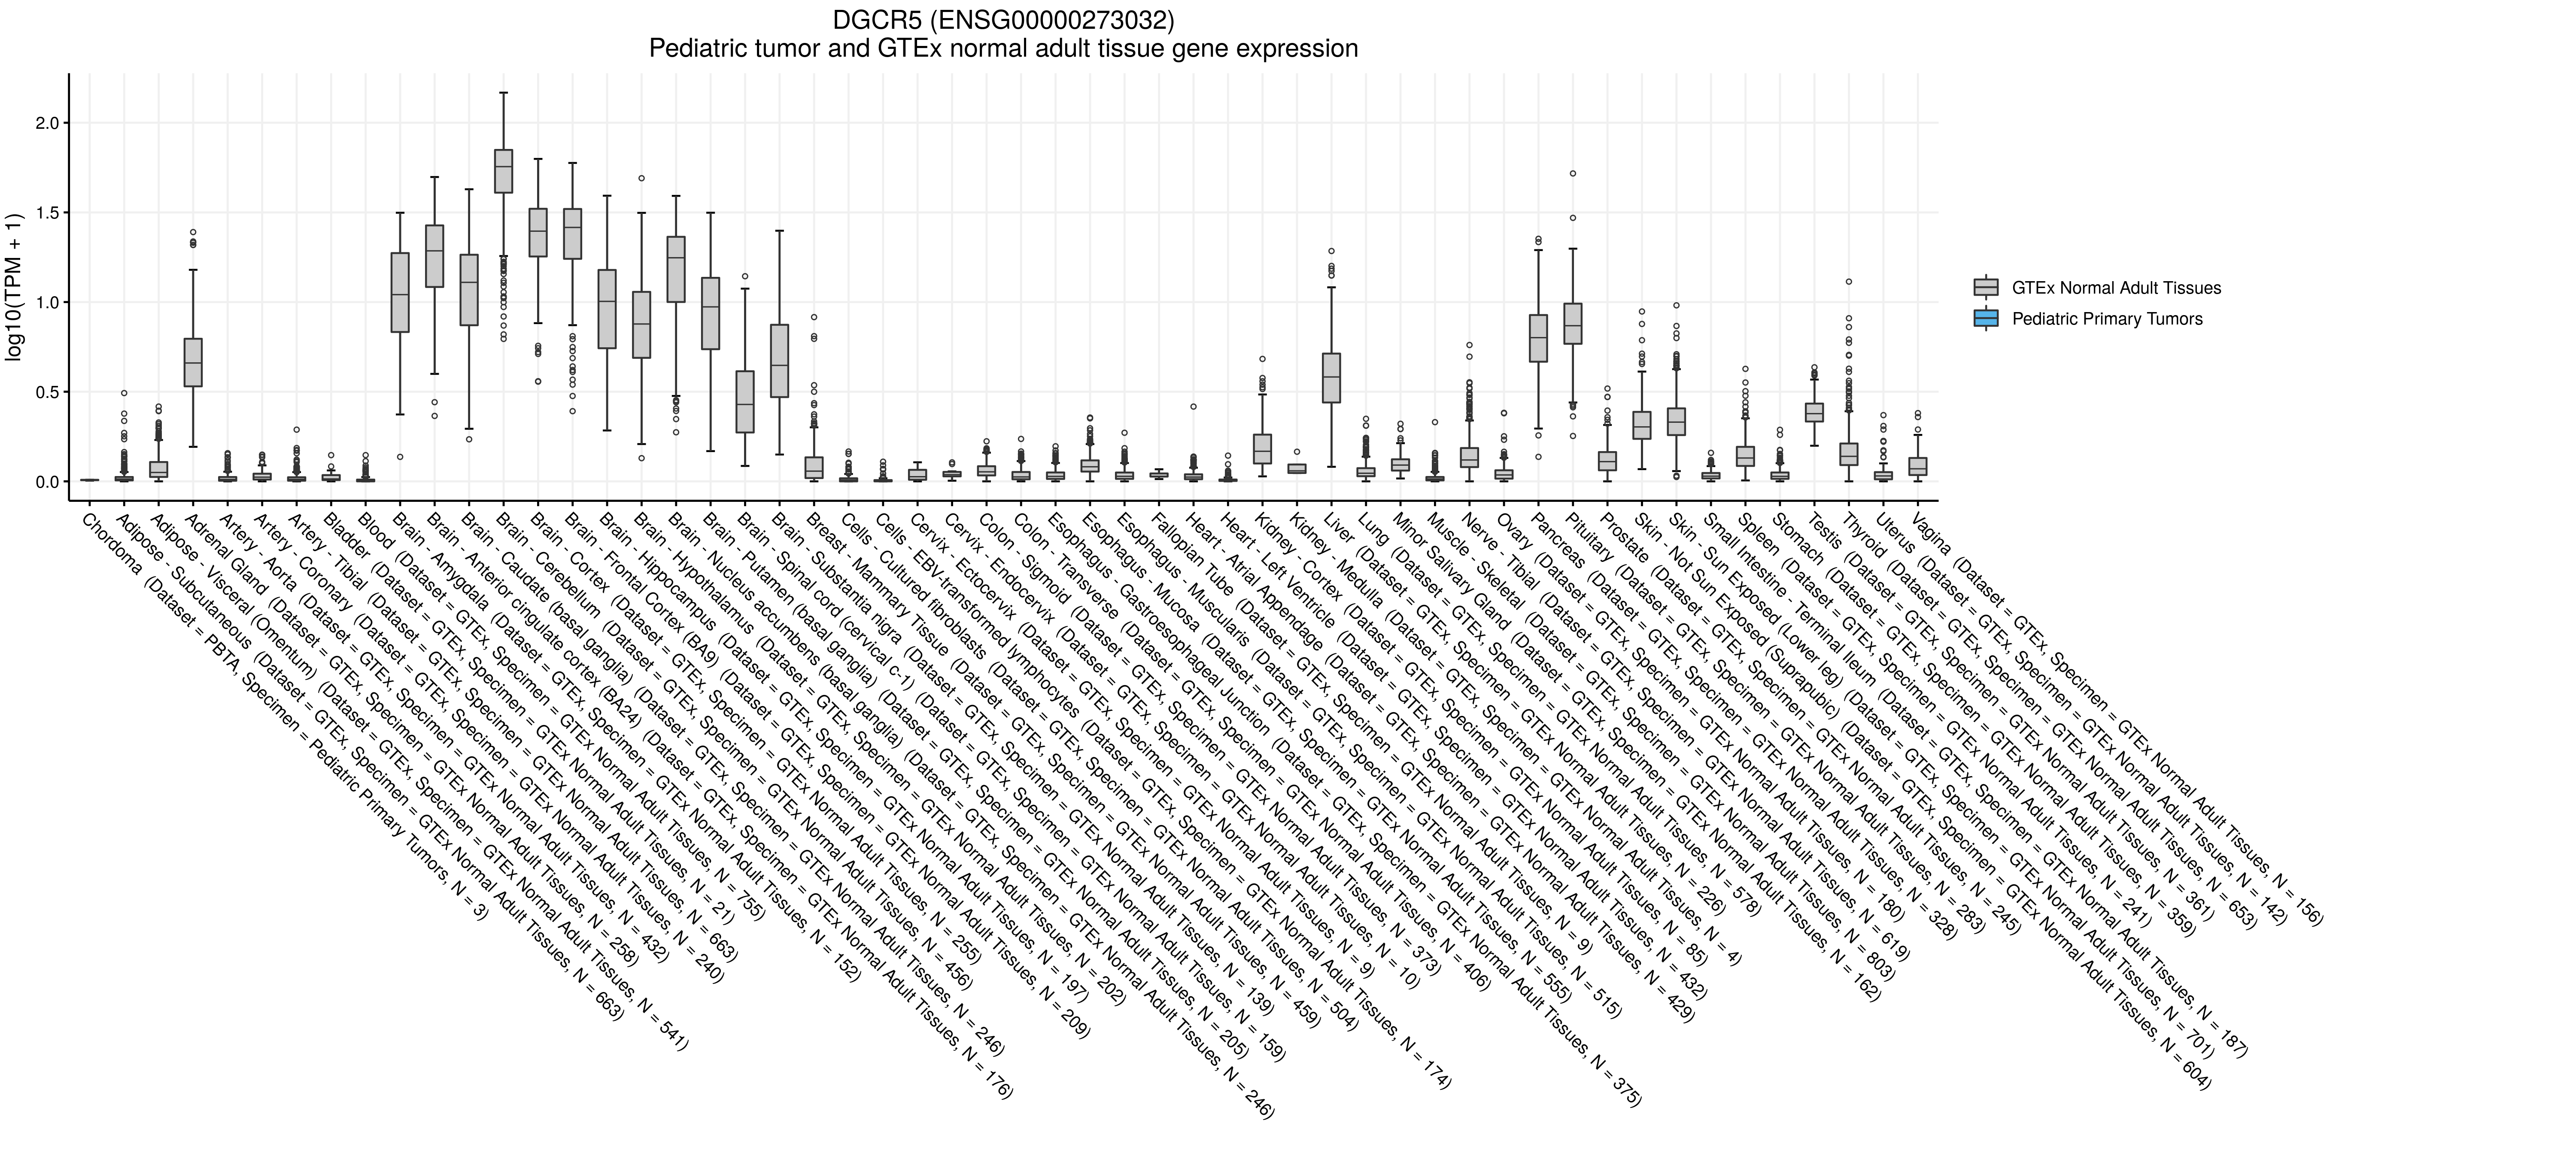 DGCR5 (ENSG00000273032)
Pediatric tumor and GTEx normal adult tissue gene expression
log10(TPM + 1)
2.0
1.5
1.0
0.5
0.0
GTEx Normal Adult Tissues
Pediatric Primary Tumors
Chordoma (Dataset = PBTA, Specimen = Pediatric Primary Tumors, N = 3)
Adipose - Subcutaneous (Dataset = GTEx, Specimen = GTEx Normal Adult Tissues, N = 663)
Adipose - Visceral (Omentum) (Dataset = GTEx, Specimen = GTEx Normal Adult Tissues, N = 541)
Adrenal Gland (Dataset = GTEx, Specimen = GTEx Normal Adult Tissues, N = 258)
Artery - Aorta (Dataset = GTEx, Specimen = GTEx Normal Adult Tissues, N = 432)
Artery - Coronary (Dataset = GTEx, Specimen = GTEx Normal Adult Tissues, N = 240)
Artery - Tibial (Dataset = GTEx, Specimen = GTEx Normal Adult Tissues, N = 663)
Bladder (Dataset = GTEx, Specimen = GTEx Normal Adult Tissues, N = 21)
Blood (Dataset = GTEx, Specimen = GTEx Normal Adult Tissues, N = 755)
Brain - Amygdala (Dataset = GTEx, Specimen = GTEx Normal Adult Tissues, N = 152)
Brain - Anterior cingulate cortex (BA24) (Dataset = GTEx, Specimen = GTEx Normal Adult Tissues, N = 176)
Brain - Caudate (basal ganglia) (Dataset = GTEx, Specimen = GTEx Normal Adult Tissues, N = 246)
Brain - Cerebellum (Dataset = GTEx, Specimen = GTEx Normal Adult Tissues, N = 456)
Brain - Cortex (Dataset = GTEx, Specimen = GTEx Normal Adult Tissues, N = 255)
Brain - Frontal Cortex (BA9) (Dataset = GTEx, Specimen = GTEx Normal Adult Tissues, N = 209)
Brain - Hippocampus (Dataset = GTEx, Specimen = GTEx Normal Adult Tissues, N = 197)
Brain - Hypothalamus (Dataset = GTEx, Specimen = GTEx Normal Adult Tissues, N = 202)
Brain - Nucleus accumbens (basal ganglia) (Dataset = GTEx, Specimen = GTEx Normal Adult Tissues, N = 246)
Brain - Putamen (basal ganglia) (Dataset = GTEx, Specimen = GTEx Normal Adult Tissues, N = 205)
Brain - Spinal cord (cervical c-1) (Dataset = GTEx, Specimen = GTEx Normal Adult Tissues, N = 159)
Brain - Substantia nigra (Dataset = GTEx, Specimen = GTEx Normal Adult Tissues, N = 139)
Breast - Mammary Tissue (Dataset = GTEx, Specimen = GTEx Normal Adult Tissues, N = 459)
Cells - Cultured fibroblasts (Dataset = GTEx, Specimen = GTEx Normal Adult Tissues, N = 504)
Cells - EBV-transformed lymphocytes (Dataset = GTEx, Specimen = GTEx Normal Adult Tissues, N = 174)
Cervix - Ectocervix (Dataset = GTEx, Specimen = GTEx Normal Adult Tissues, N = 9)
Cervix - Endocervix (Dataset = GTEx, Specimen = GTEx Normal Adult Tissues, N = 10)
Colon - Sigmoid (Dataset = GTEx, Specimen = GTEx Normal Adult Tissues, N = 373)
Colon - Transverse (Dataset = GTEx, Specimen = GTEx Normal Adult Tissues, N = 406)
Esophagus - Gastroesophageal Junction (Dataset = GTEx, Specimen = GTEx Normal Adult Tissues, N = 375)
Esophagus - Mucosa (Dataset = GTEx, Specimen = GTEx Normal Adult Tissues, N = 555)
Esophagus - Muscularis (Dataset = GTEx, Specimen = GTEx Normal Adult Tissues, N = 515)
Fallopian Tube (Dataset = GTEx, Specimen = GTEx Normal Adult Tissues, N = 9)
Heart - Atrial Appendage (Dataset = GTEx, Specimen = GTEx Normal Adult Tissues, N = 429)
Heart - Left Ventricle (Dataset = GTEx, Specimen = GTEx Normal Adult Tissues, N = 432)
Kidney - Cortex (Dataset = GTEx, Specimen = GTEx Normal Adult Tissues, N = 85)
Kidney - Medulla (Dataset = GTEx, Specimen = GTEx Normal Adult Tissues, N = 4)
Liver (Dataset = GTEx, Specimen = GTEx Normal Adult Tissues, N = 226)
Lung (Dataset = GTEx, Specimen = GTEx Normal Adult Tissues, N = 578)
Minor Salivary Gland (Dataset = GTEx, Specimen = GTEx Normal Adult Tissues, N = 162)
Muscle - Skeletal (Dataset = GTEx, Specimen = GTEx Normal Adult Tissues, N = 803)
Nerve - Tibial (Dataset = GTEx, Specimen = GTEx Normal Adult Tissues, N = 619)
Ovary (Dataset = GTEx, Specimen = GTEx Normal Adult Tissues, N = 180)
Pancreas (Dataset = GTEx, Specimen = GTEx Normal Adult Tissues, N = 328)
Pituitary (Dataset = GTEx, Specimen = GTEx Normal Adult Tissues, N = 283)
Prostate (Dataset = GTEx, Specimen = GTEx Normal Adult Tissues, N = 245)
Skin - Not Sun Exposed (Suprapubic) (Dataset = GTEx, Specimen = GTEx Normal Adult Tissues, N = 604)
Skin - Sun Exposed (Lower leg) (Dataset = GTEx, Specimen = GTEx Normal Adult Tissues, N = 701)
Small Intestine - Terminal Ileum (Dataset = GTEx, Specimen = GTEx Normal Adult Tissues, N = 187)
Spleen (Dataset = GTEx, Specimen = GTEx Normal Adult Tissues, N = 241)
Stomach (Dataset = GTEx, Specimen = GTEx Normal Adult Tissues, N = 359)
Testis (Dataset = GTEx, Specimen = GTEx Normal Adult Tissues, N = 361)
Thyroid (Dataset = GTEx, Specimen = GTEx Normal Adult Tissues, N = 653)
Uterus (Dataset = GTEx, Specimen = GTEx Normal Adult Tissues, N = 142)
Vagina (Dataset = GTEx, Specimen = GTEx Normal Adult Tissues, N = 156)